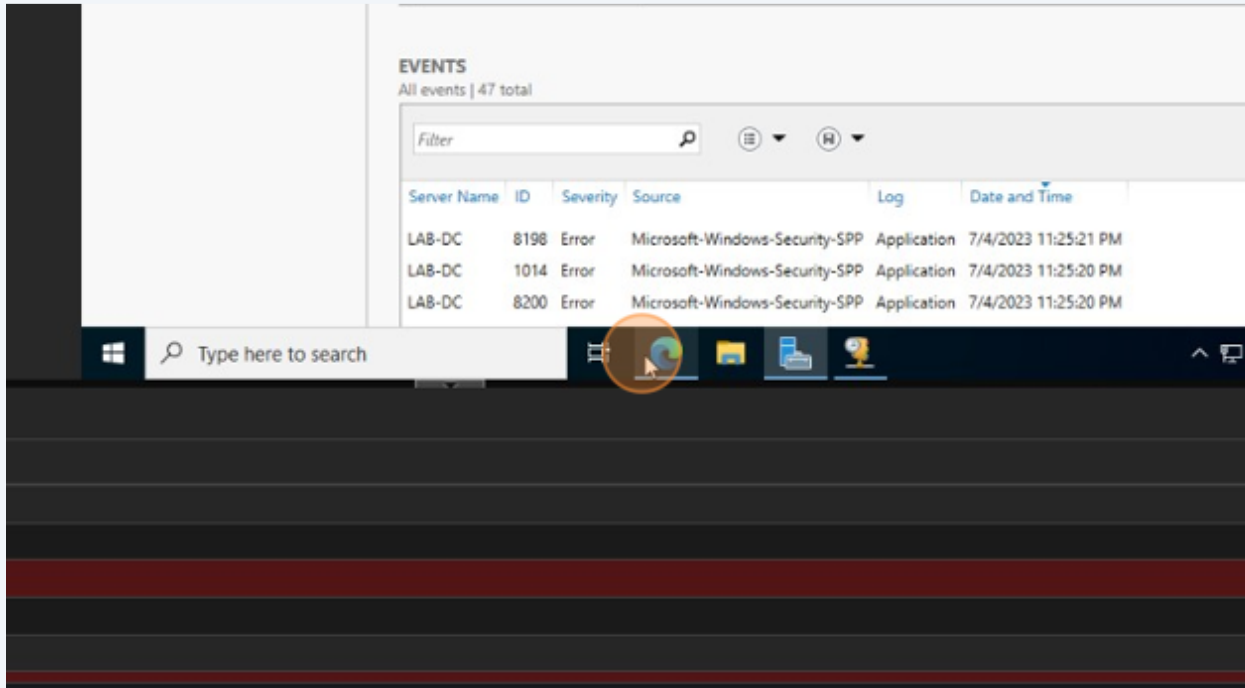 EVENTS
All events | 47 total
Filter
Server Name ID Severity Source Log Date and Time
LAB-DC 8198 Error Microsoft-Windows-Security-SPP Application 7/4/2023 11:25:21 PM
LAB-DC 1014 Error Microsoft-Windows-Security-SPP Application 7/4/2023 11:25:20 PM
LAB-DC 8200 Error Microsoft-Windows-Security-SPP Application 7/4/2023 11:25:20 PM
Type here to search